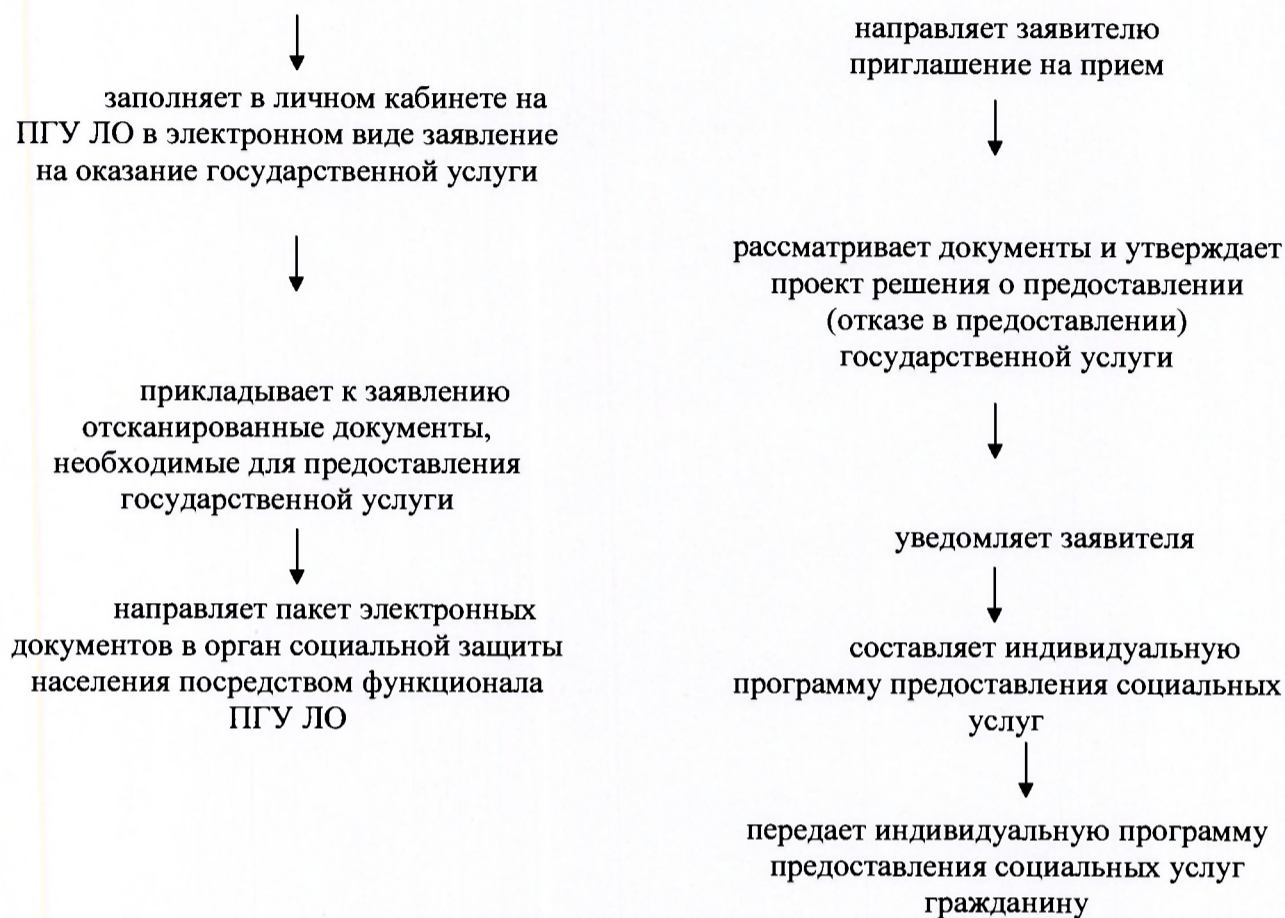 заполняет в личном кабинете на
ПГУ ЛО в электронном виде заявление
на оказание государственной услуги
прикладывает к заявлению
отсканированные документы,
необходимые для предоставления
государственной услуги
направляет пакет электронных
документов в орган социальной защиты
населения посредством функционала
ПГУ ЛО
направляет заявителю
приглашение на прием
рассматривает документы и утверждает
проект решения о предоставлении
(отказе в предоставлении)
государственной услуги
уведомляет заявителя
составляет индивидуальную
программу предоставления социальных
услуг
передает индивидуальную программу
предоставления социальных услуг
гражданину